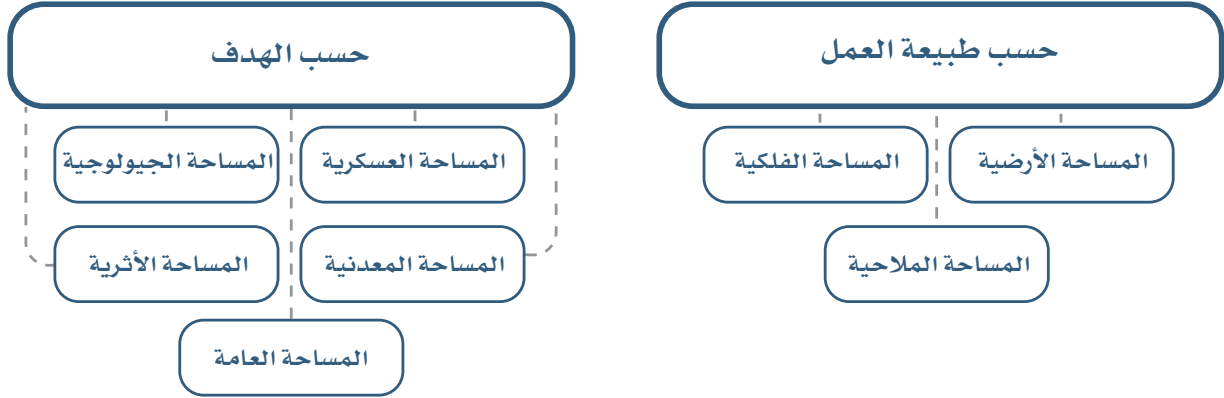 حسب طبيعة العمل
المساحة الأرضية
المساحة الفلكية
المساحة الملاحية
حسب الهدف
المساحة العسكرية
المساحة الجيولوجية
المساحة المعدنية
المساحة الأثرية
المساحة العامة